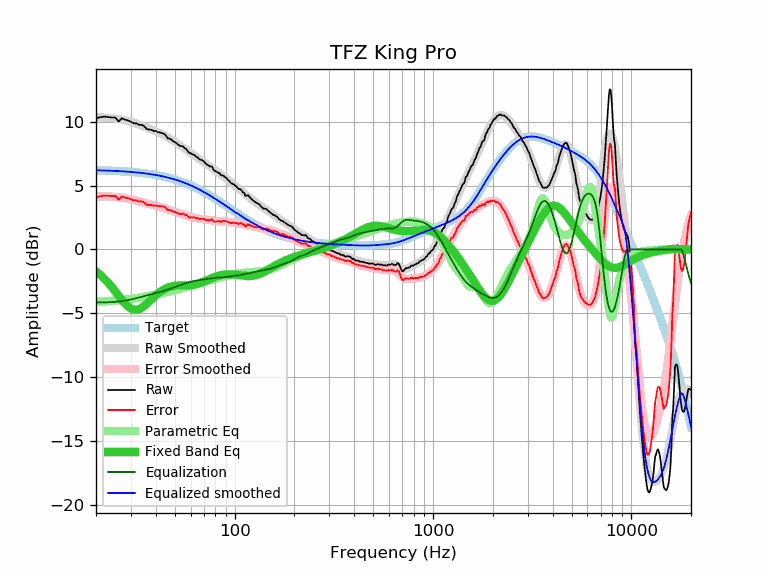 TFZ King Pro
Amplitude (dBr)
10
5
0
−5
−10
−15
−20
Target
Raw Smoothed
Error Smoothed
Raw
Error
Parametric Eq
Fixed Band Eq
Equalization
Equalized smoothed
100
1000
10000
Frequency (Hz)